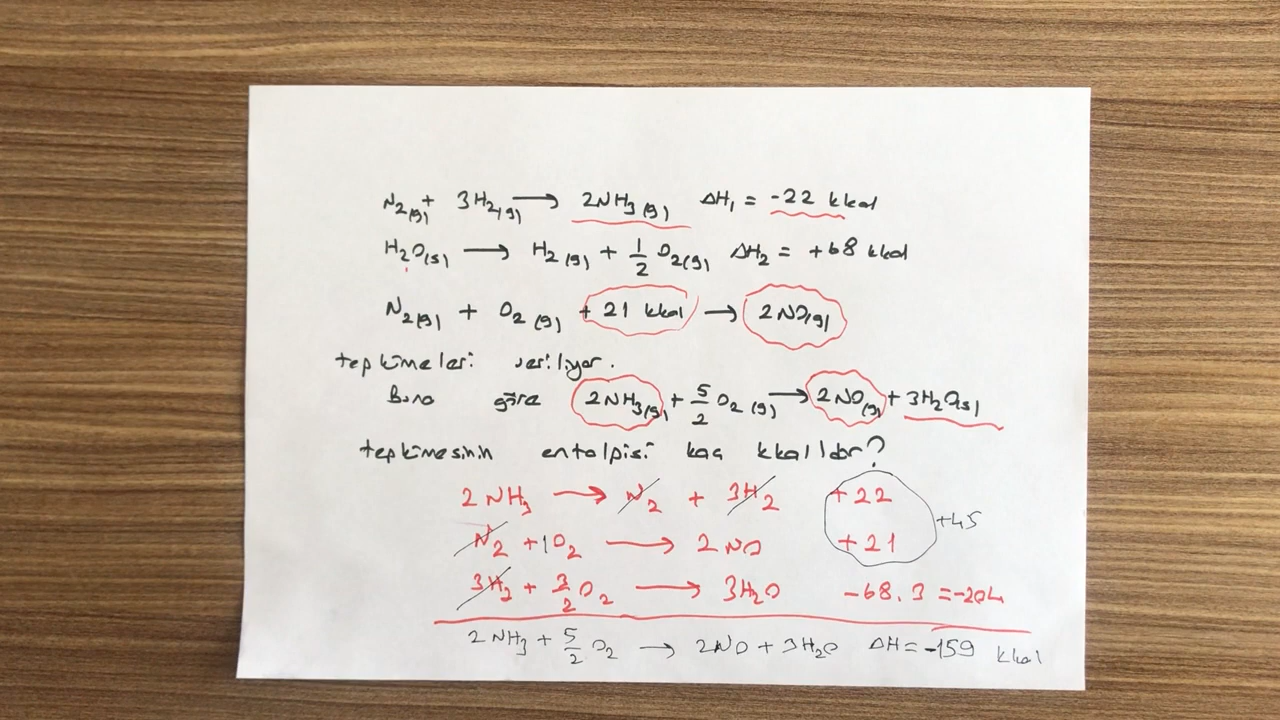 N2(g) + 3H2(g) → 2NH3(g) ΔH1 = -22 kkal
H2O(s) → H2(g) + 1/2 O2(g) ΔH2 = +68 kkal
N2(g) + O2(g) + 21 kkal → 2NO(g)
tepkimeleri veriliyor.
Buna göre 2NH3(g) + 5/2 O2(g) → 2NO(g) + 3H2O(s)
tepkimesinin entalpisi kaç kkal'dır?
2NH3 → N2 + 3H2 +22
+45
N2 + 1O2 → 2NO +21
3H2 + 3/2 O2 → 3H2O -68.3 = -204
2NH3 + 5/2 O2 → 2NO + 3H2O ΔH = -159 kkal